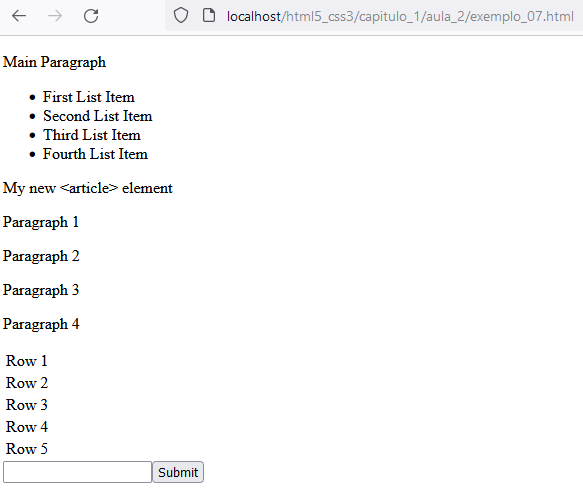 localhost/html5_css3/capitulo_1/aula_2/exemplo_07.html
Main Paragraph
First List Item
Second List Item
Third List Item
Fourth List Item
My new <article> element
Paragraph 1
Paragraph 2
Paragraph 3
Paragraph 4
Row 1
Row 2
Row 3
Row 4
Row 5
Submit